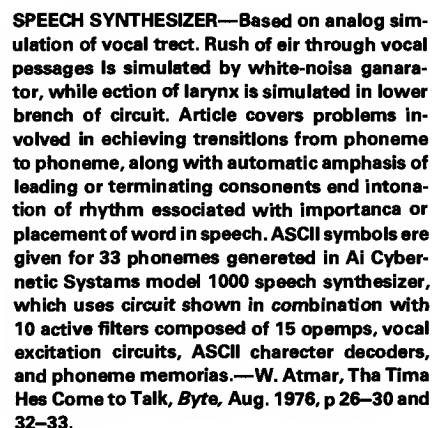 SPEECH SYNTHESIZER—Based on analog sim-
ulation of vocal trect. Rush of eir through vocal
pessages Is simulated by white-noisa ganara-
tor, while ection of larynx is simulated in lower
brench of circuit. Article covers problems in-
volved in echieving trensitlons from phoneme
to phoneme, along with automatic amphasis of
leading or terminating consonents end intona-
tion of rhythm essociated with importanca or
placement of word in speech. ASCII symbols ere
given for 33 phonemes genereted in Ai Cyber-
netic Systams model 1000 speech synthesizer,
which uses circuit shown in combination with
10 active filters composed of 15 opemps, vocal
excitation circuits, ASCII charecter decoders,
and phoneme memorias.—W. Atmar, Tha Tima
Hes Come to Talk, Byte, Aug. 1976, p 26–30 and
32–33.